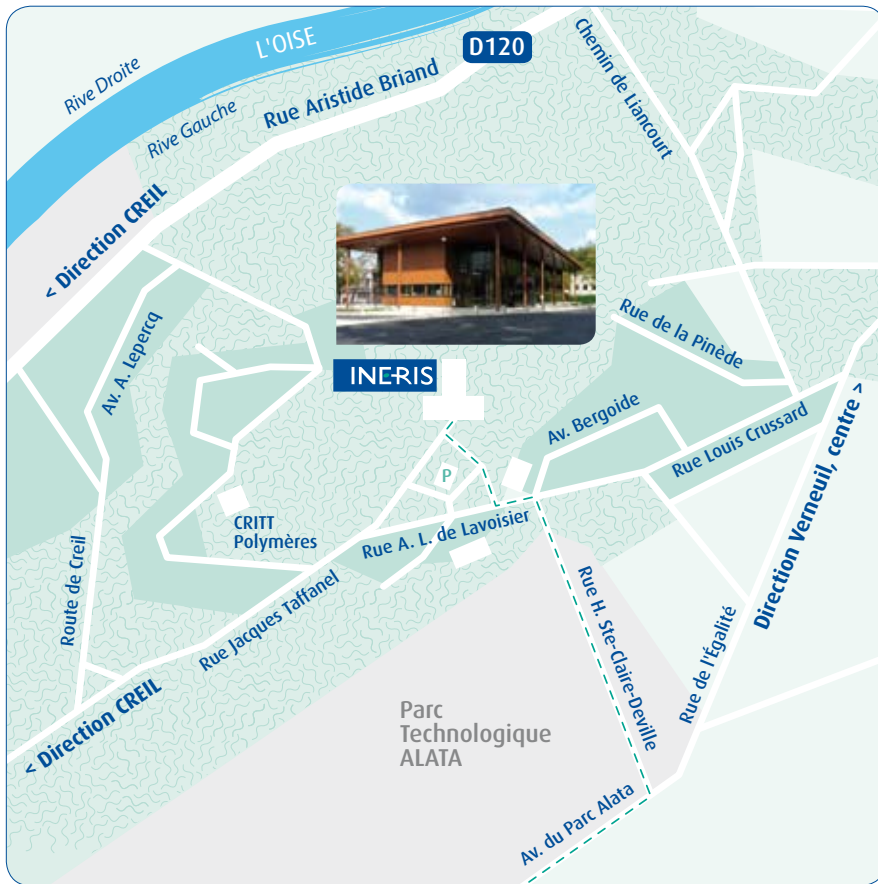 L'OISE
D120
Rive Droite
Rive Gauche
Rue Aristide Briand
Chemin de Liancourt
< Direction CREIL
Av. A. Lepercq
Rue de la Pinède
INERIS
Av. Bergoide
Rue Louis Crussard
Direction Verneuil, centre >
P
CRITT
Polymères
Rue A. L. de Lavoisier
Route de Creil
Rue Jacques Taffanel
Rue H. Ste-Claire-Deville
Rue de l'Égalité
< Direction CREIL
Parc
Technologique
ALATA
Av. du Parc Alata